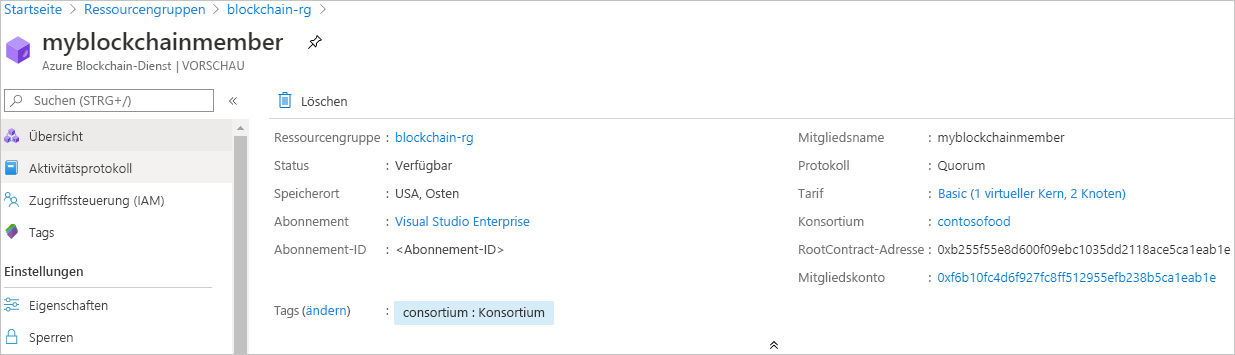 Startseite > Ressourcengruppen > blockchain-rg >
myblockchainmember
Azure Blockchain-Dienst | VORSCHAU
Suchen (STRG+/)
«
Löschen
Übersicht
Aktivitätsprotokoll
Zugriffssteuerung (IAM)
Tags
Einstellungen
Eigenschaften
Sperren
Ressourcengruppe : blockchain-rg
Status : Verfügbar
Speicherort : USA, Osten
Abonnement : Visual Studio Enterprise
Abonnement-ID : <Abonnement-ID>
Tags (ändern) : consortium : Konsortium
Mitgliedsname : myblockchainmember
Protokoll : Quorum
Tarif : Basic (1 virtueller Kern, 2 Knoten)
Konsortium : contosofood
RootContract-Adresse : 0xb255f55e8d600f09ebc1035dd2118ace5ca1eab1e
Mitgliedskonto : 0xf6b10fc4d6f927fc8ff512955efb238b5ca1eab1e